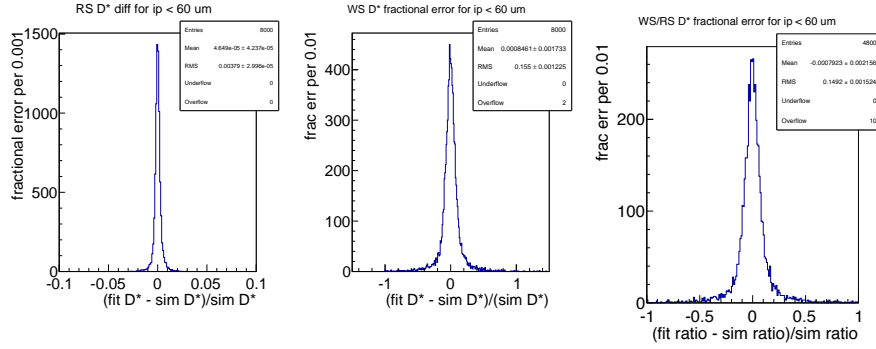 RS D* diff for ip < 60 um
Entries 8000
Mean 4.649e-05 ± 4.237e-05
RMS 0.00379 ± 2.996e-05
Underflow 0
Overflow 0
fractional error per 0.001
1500
1000
500
0
-0.1 -0.05 0 0.05 0.1
(fit D* - sim D*)/sim D*
WS D* fractional error for ip < 60 um
Entries 8000
Mean 0.0008461 ± 0.001733
RMS 0.155 ± 0.001225
Underflow 0
Overflow 2
frac err per 0.01
400
300
200
100
0
-1 0 1
(fit D* - sim D*)/(sim D*)
WS/RS D* fractional error for ip < 60 um
Entries 4800
Mean -0.0007923 ± 0.002156
RMS 0.1492 ± 0.001524
Underflow 0
Overflow 10
frac err per 0.01
200
100
0
-1 -0.5 0 0.5 1
(fit ratio - sim ratio)/sim ratio